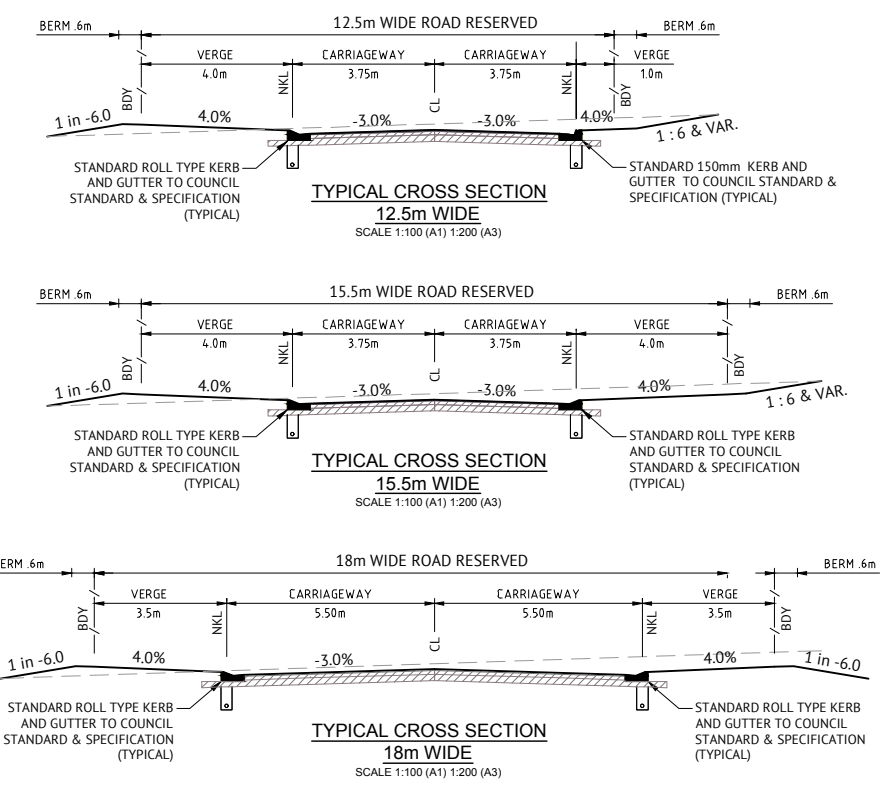 12.5m WIDE ROAD RESERVED
BERM .6m
BERM .6m
VERGE
CARRIAGEWAY
CARRIAGEWAY
VERGE
4.0m
3.75m
3.75m
1.0m
BDY
NKL
CL
NKL
BDY
1 in -6.0
4.0%
-3.0%
-3.0%
4.0%
1 : 6 & VAR.
STANDARD ROLL TYPE KERB
AND GUTTER TO COUNCIL
STANDARD & SPECIFICATION
(TYPICAL)
STANDARD 150mm KERB AND
GUTTER TO COUNCIL STANDARD &
SPECIFICATION (TYPICAL)
TYPICAL CROSS SECTION
12.5m WIDE
SCALE 1:100 (A1) 1:200 (A3)
15.5m WIDE ROAD RESERVED
BERM .6m
BERM .6m
VERGE
CARRIAGEWAY
CARRIAGEWAY
VERGE
4.0m
3.75m
3.75m
4.0m
BDY
NKL
CL
NKL
BDY
1 in -6.0
4.0%
-3.0%
-3.0%
4.0%
1 : 6 & VAR.
STANDARD ROLL TYPE KERB
AND GUTTER TO COUNCIL
STANDARD & SPECIFICATION
(TYPICAL)
STANDARD ROLL TYPE KERB
AND GUTTER TO COUNCIL
STANDARD & SPECIFICATION
(TYPICAL)
TYPICAL CROSS SECTION
15.5m WIDE
SCALE 1:100 (A1) 1:200 (A3)
18m WIDE ROAD RESERVED
ERM .6m
BERM .6m
VERGE
CARRIAGEWAY
CARRIAGEWAY
VERGE
3.5m
5.50m
5.50m
3.5m
BDY
NKL
CL
NKL
BDY
1 in -6.0
4.0%
-3.0%
4.0%
1 in -6.0
STANDARD ROLL TYPE KERB
AND GUTTER TO COUNCIL
STANDARD & SPECIFICATION
(TYPICAL)
STANDARD ROLL TYPE KERB
AND GUTTER TO COUNCIL
STANDARD & SPECIFICATION
(TYPICAL)
TYPICAL CROSS SECTION
18m WIDE
SCALE 1:100 (A1) 1:200 (A3)